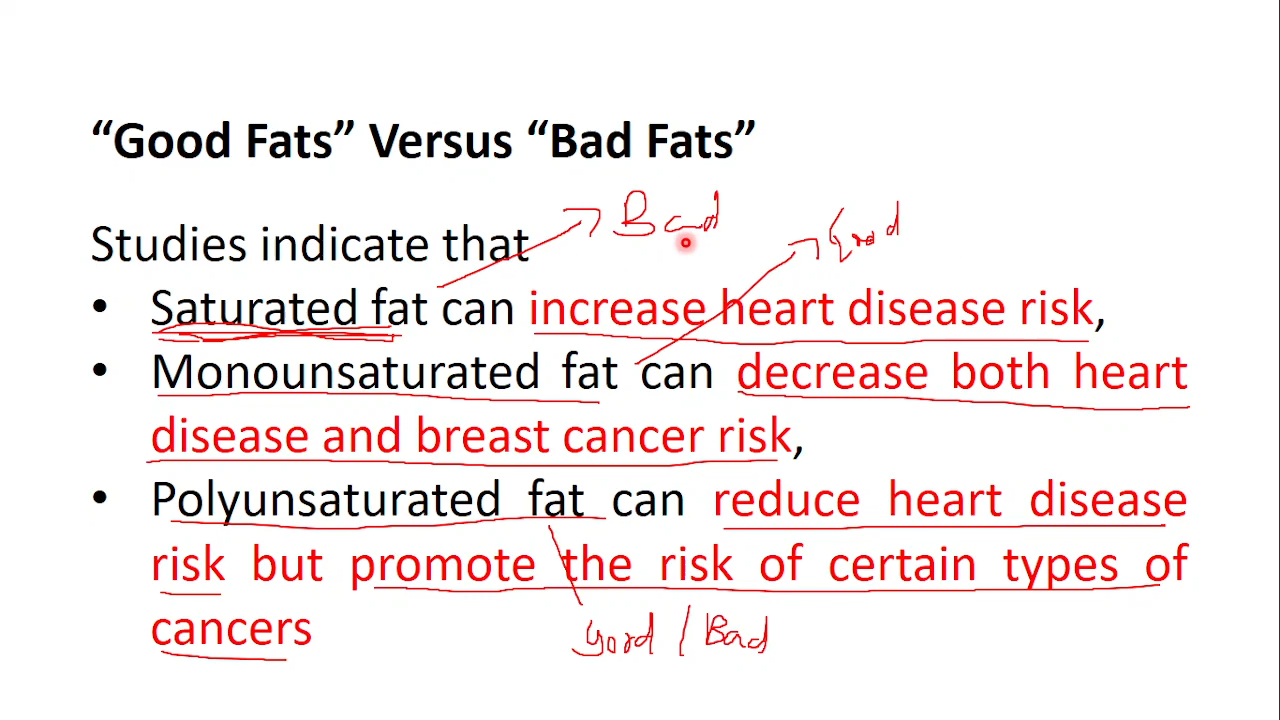 “Good Fats” Versus “Bad Fats”
Bad
Good
Studies indicate that
• Saturated fat can increase heart disease risk,
• Monounsaturated fat can decrease both heart
disease and breast cancer risk,
• Polyunsaturated fat can reduce heart disease
risk but promote the risk of certain types of
cancers
Good / Bad